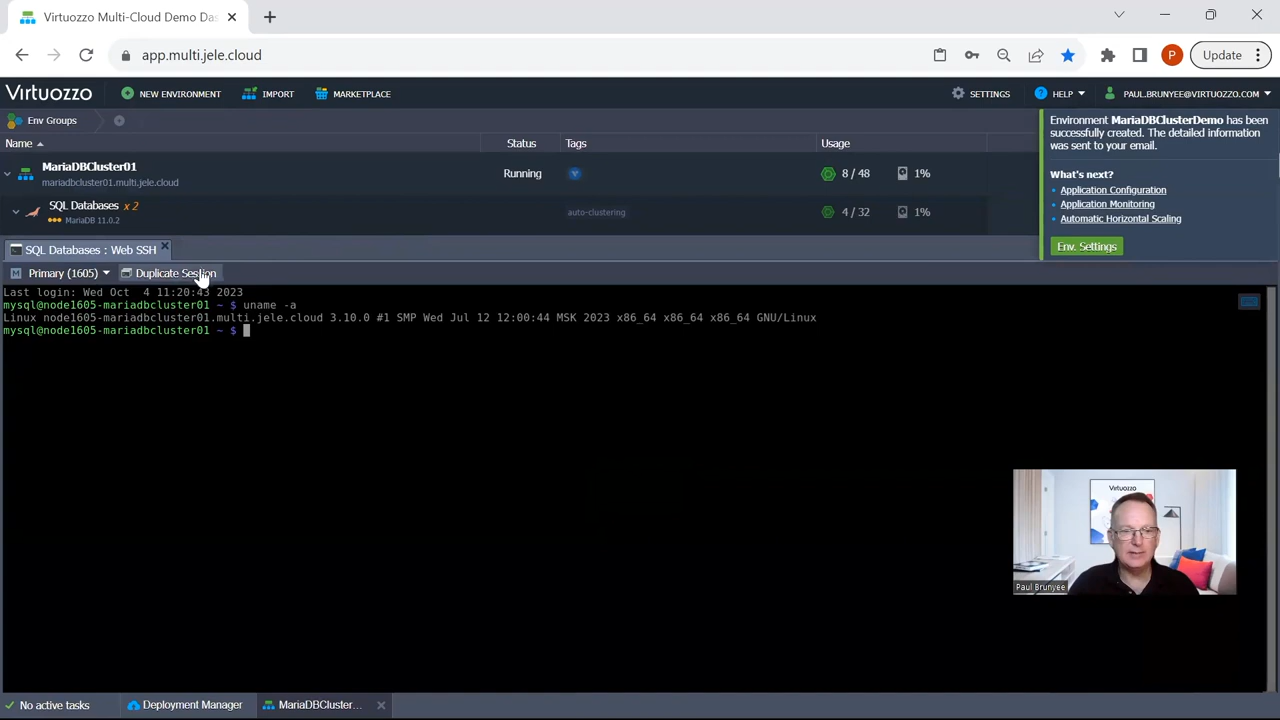 Virtuozzo Multi-Cloud Demo Das
app.multi.jele.cloud
P
Update
Virtuozzo
NEW ENVIRONMENT
IMPORT
MARKETPLACE
SETTINGS
HELP
PAUL.BRUNYEE@VIRTUOZZO.COM
Env Groups
Name
Status
Tags
Usage
MariaDBCluster01
mariadbcluster01.multi.jele.cloud
Running
8 / 48
1%
SQL Databases x 2
MariaDB 11.0.2
auto-clustering
4 / 32
1%
Environment MariaDBClusterDemo has been
successfully created. The detailed information
was sent to your email.
What's next?
Application Configuration
Application Monitoring
Automatic Horizontal Scaling
Env. Settings
SQL Databases : Web SSH
M Primary (1605)
Duplicate Session
Last login: Wed Oct  4 11:20:43 2023
mysql@node1605-mariadbcluster01 ~ $ uname -a
Linux node1605-mariadbcluster01.multi.jele.cloud 3.10.0 #1 SMP Wed Jul 12 12:00:44 MSK 2023 x86_64 x86_64 x86_64 GNU/Linux
mysql@node1605-mariadbcluster01 ~ $
Virtuozzo
Paul Brunyee
No active tasks
Deployment Manager
MariaDBCluster...